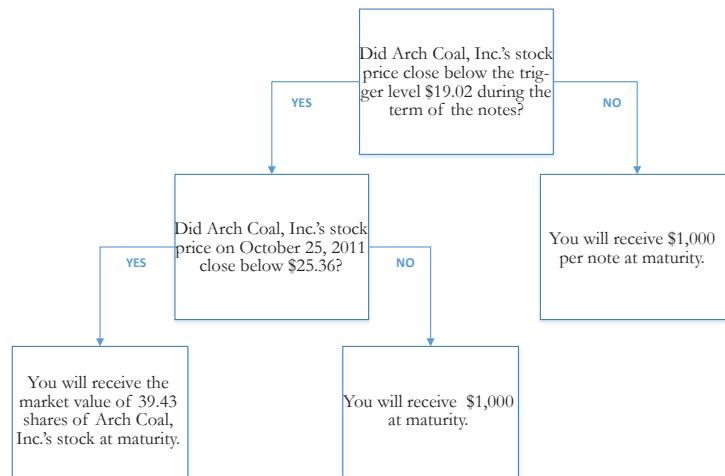 Did Arch Coal, Inc.'s stock
price close below the trig-
ger level $19.02 during the
term of the notes?
YES
NO
Did Arch Coal, Inc.'s stock
price on October 25, 2011
close below $25.36?
You will receive $1,000
per note at maturity.
YES
NO
You will receive the
market value of 39.43
shares of Arch Coal,
Inc.'s stock at maturity.
You will receive $1,000
at maturity.